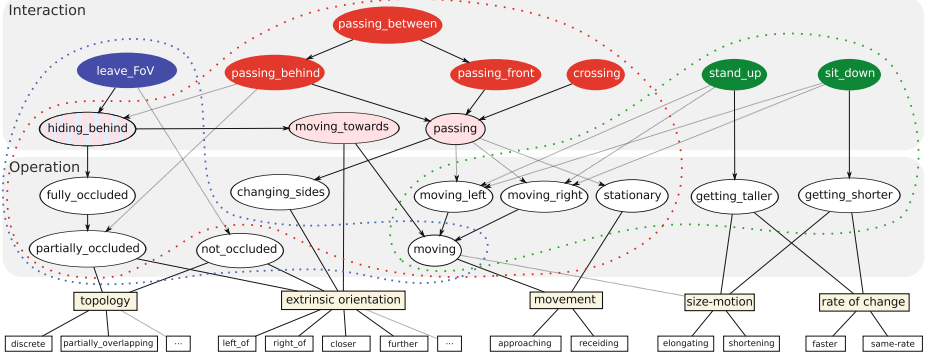 Interaction
passing_between
leave_FoV
passing_behind
passing_front
crossing
stand_up
sit_down
hiding_behind
moving_towards
passing
Operation
fully_occluded
changing_sides
moving_left
moving_right
stationary
getting_taller
getting_shorter
partially_occluded
not_occluded
moving
topology
extrinsic orientation
movement
size-motion
rate of change
discrete
partially_overlapping
...
left_of
right_of
closer
further
...
approaching
receiding
elongating
shortening
faster
same-rate